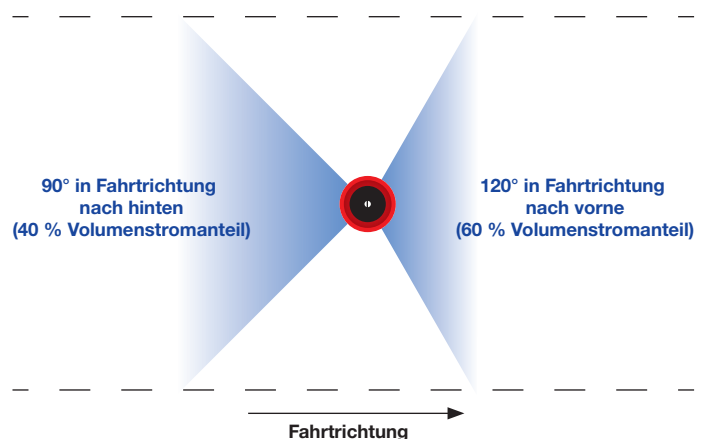 90° in Fahrtrichtung
nach hinten
(40 % Volumenstromanteil)
120° in Fahrtrichtung
nach vorne
(60 % Volumenstromanteil)
Fahrtrichtung